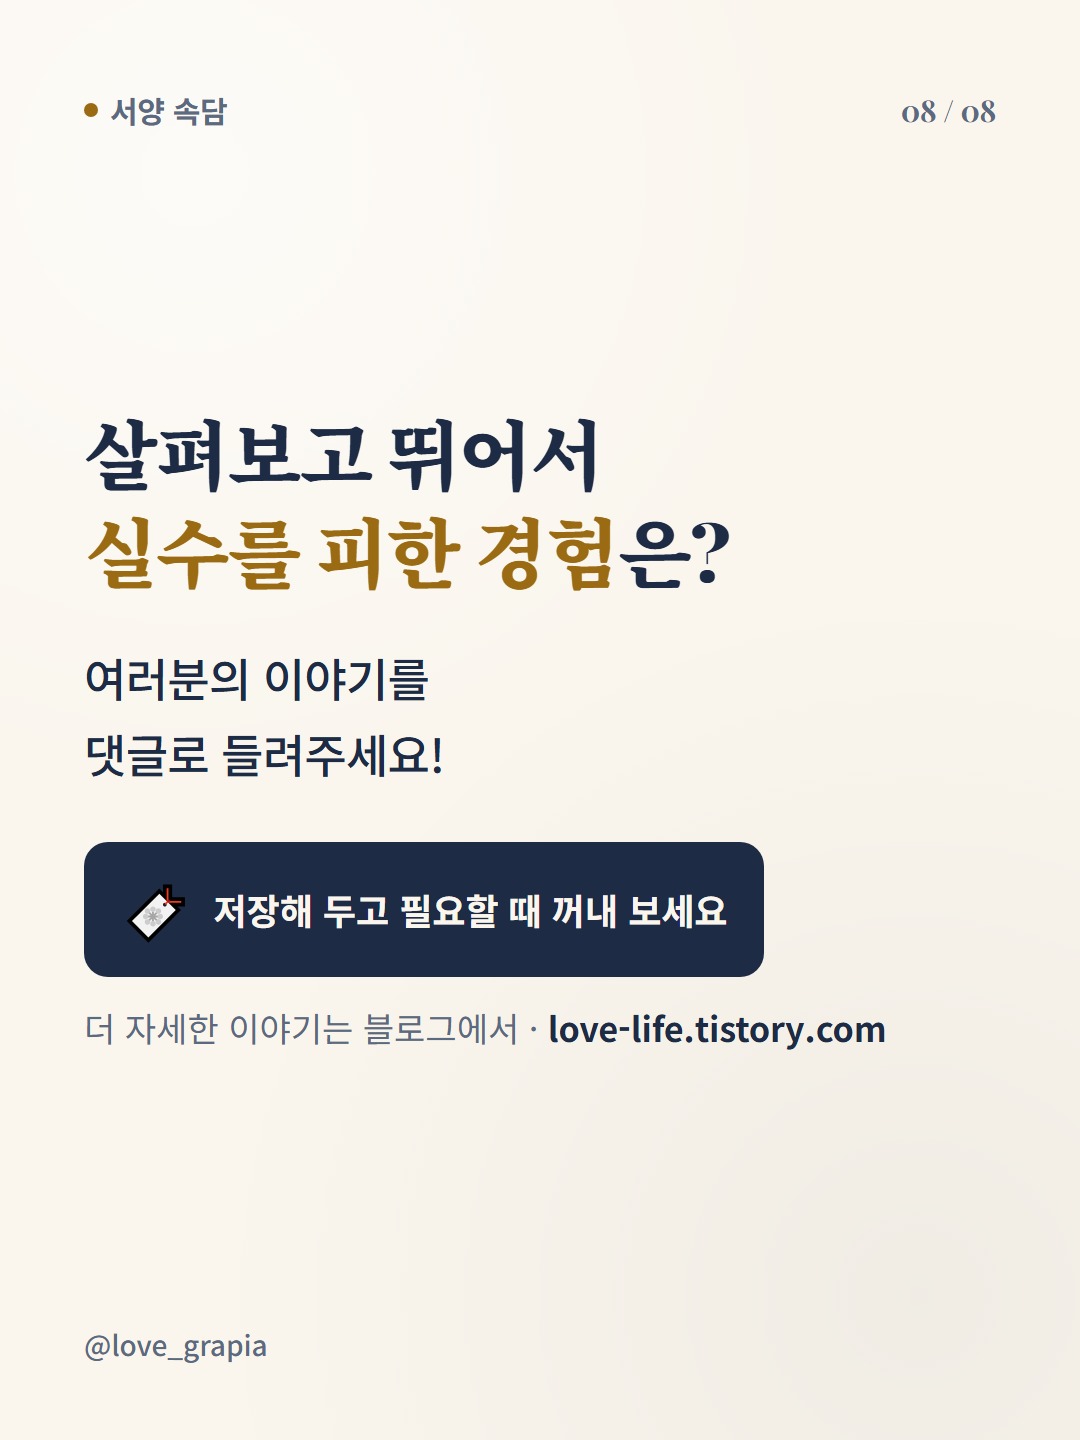 서양 속담
08 / 08
살펴보고 뛰어서
실수를 피한 경험은?
여러분의 이야기를
댓글로 들려주세요!
저장해 두고 필요할 때 꺼내 보세요
더 자세한 이야기는 블로그에서 · love-life.tistory.com
@love_grapia